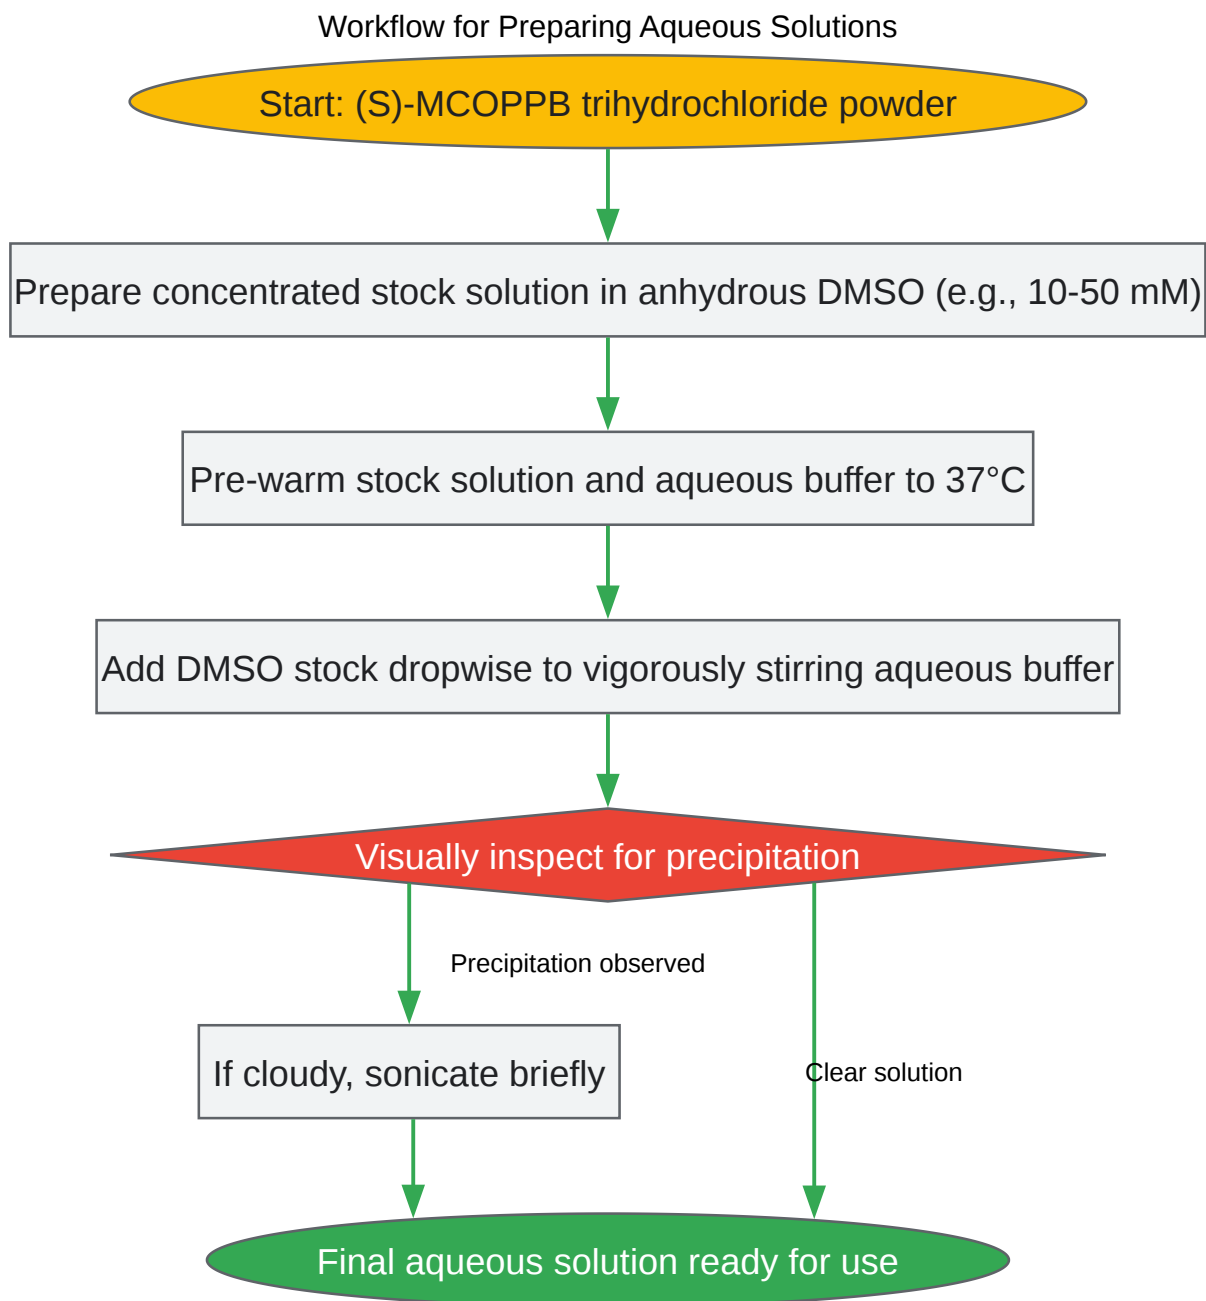 Workflow for Preparing Aqueous Solutions
Start: (S)-MCOPPB trihydrochloride powder
Prepare concentrated stock solution in anhydrous DMSO (e.g., 10-50 mM)
Pre-warm stock solution and aqueous buffer to 37°C
Add DMSO stock dropwise to vigorously stirring aqueous buffer
Visually inspect for precipitation
Precipitation observed
If cloudy, sonicate briefly
Clear solution
Final aqueous solution ready for use